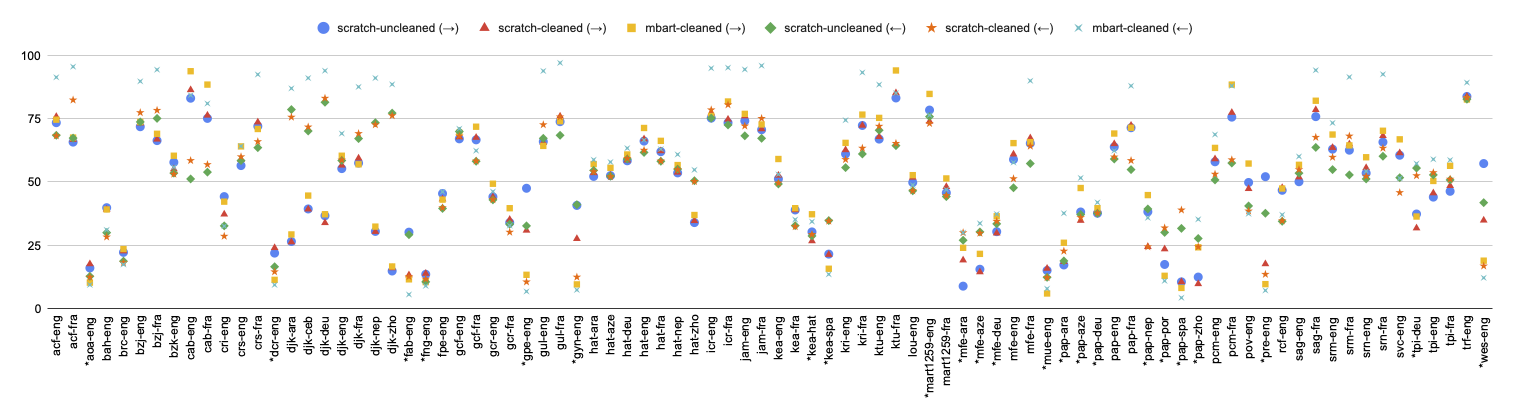 scratch-uncleaned (→) scratch-cleaned (→) mbart-cleaned (→) scratch-uncleaned (←) scratch-cleaned (←) mbart-cleaned (←)
100
75
50
25
0
acf-eng
acf-fra
*aoa-eng
bah-eng
brc-eng
bzj-eng
bzj-fra
bzk-eng
cab-eng
cab-fra
cri-eng
crs-eng
crs-fra
*dcr-eng
djk-ara
djk-ceb
djk-deu
djk-eng
djk-fra
djk-nep
djk-zho
*fab-eng
*fng-eng
fpe-eng
gcf-eng
gcf-fra
gcr-eng
gcr-fra
*gpe-eng
gul-eng
gul-fra
*gyn-eng
hat-ara
hat-aze
hat-deu
hat-eng
hat-fra
hat-nep
hat-zho
icr-eng
icr-fra
jam-eng
jam-fra
kea-eng
kea-fra
*kea-hat
*kea-spa
kri-eng
kri-fra
ktu-eng
ktu-fra
lou-eng
*mart1259-eng
mart1259-fra
*mfe-ara
*mfe-aze
*mfe-deu
mfe-eng
mfe-fra
*mue-eng
*pap-ara
*pap-aze
*pap-deu
pap-eng
pap-fra
*pap-nep
*pap-por
*pap-spa
*pap-zho
pcm-eng
pcm-fra
pov-eng
*pre-eng
rcf-eng
sag-eng
sag-fra
srm-eng
srm-fra
srn-eng
srn-fra
svc-eng
*tpi-deu
tpi-eng
tpi-fra
trf-eng
*wes-eng